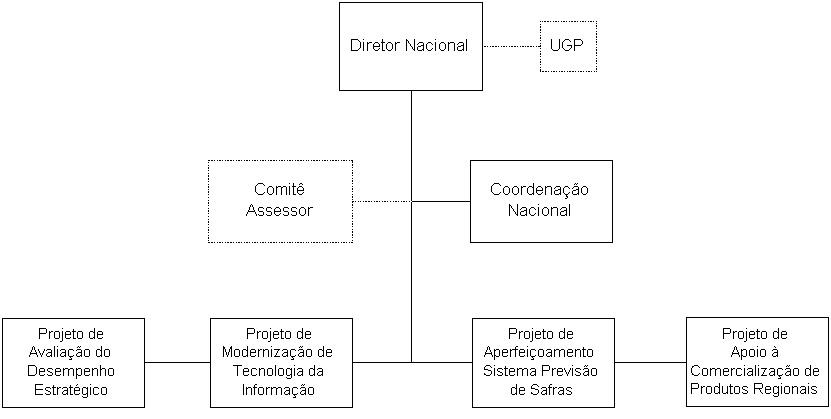 Diretor Nacional
UGP
Comitê
Assessor
Coordenação
Nacional
Projeto de
Avaliação do
Desempenho
Estratégico
Projeto de
Modernização de
Tecnologia da
Informação
Projeto de
Aperfeiçoamento
Sistema Previsão
de Safras
Projeto de
Apoio à
Comercialização de
Produtos Regionais